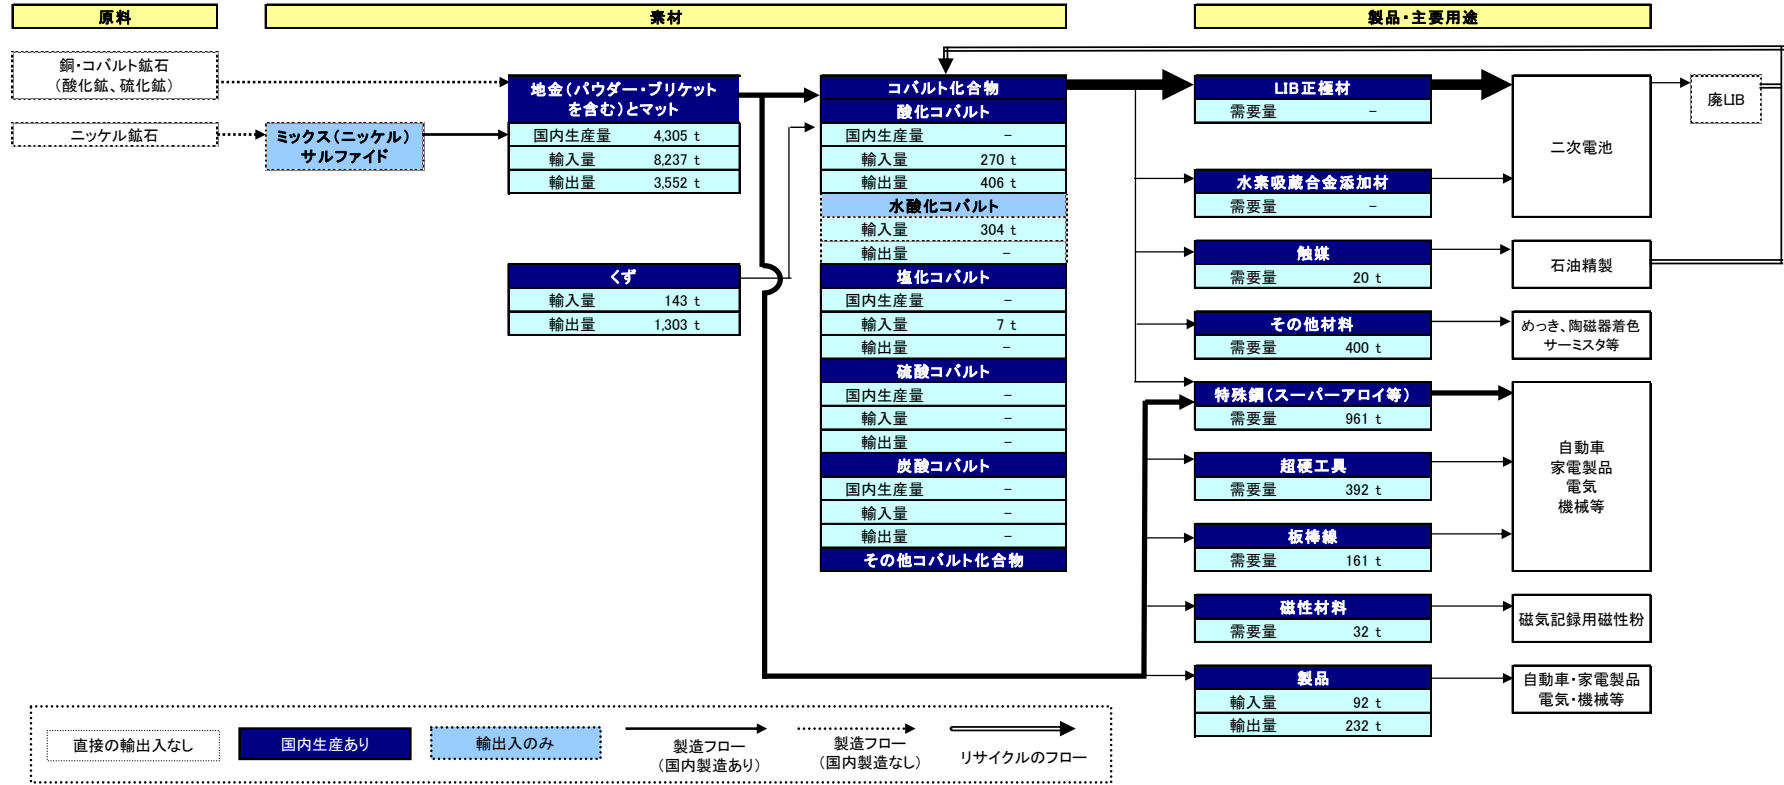 原料
素材
製品・主要用途
銅・コバルト鉱石
(酸化鉱、硫化鉱)
ニッケル鉱石
ミックス(ニッケル)
サルファイド
地金(パウダー・ブリケット
を含む)とマット
国内生産量 4,305 t
輸入量 8,237 t
輸出量 3,552 t
くず
輸入量 143 t
輸出量 1,303 t
コバルト化合物
酸化コバルト
国内生産量 −
輸入量 270 t
輸出量 406 t
水酸化コバルト
輸入量 304 t
輸出量 −
塩化コバルト
国内生産量 −
輸入量 7 t
輸出量 −
硫酸コバルト
国内生産量 −
輸入量 −
輸出量 −
炭酸コバルト
国内生産量 −
輸入量 −
輸出量 −
その他コバルト化合物
LIB正極材
需要量 −
水素吸蔵合金添加材
需要量 −
触媒
需要量 20 t
その他材料
需要量 400 t
特殊鋼(スーパーアロイ等)
需要量 961 t
超硬工具
需要量 392 t
板棒線
需要量 161 t
磁性材料
需要量 32 t
製品
輸入量 92 t
輸出量 232 t
二次電池
廃LIB
石油精製
めっき、陶磁器着色
サーミスタ等
自動車
家電製品
電気
機械等
磁気記録用磁性粉
自動車・家電製品
電気・機械等
直接の輸出入なし
国内生産あり
輸出入のみ
製造フロー
(国内製造あり)
製造フロー
(国内製造なし)
リサイクルのフロー